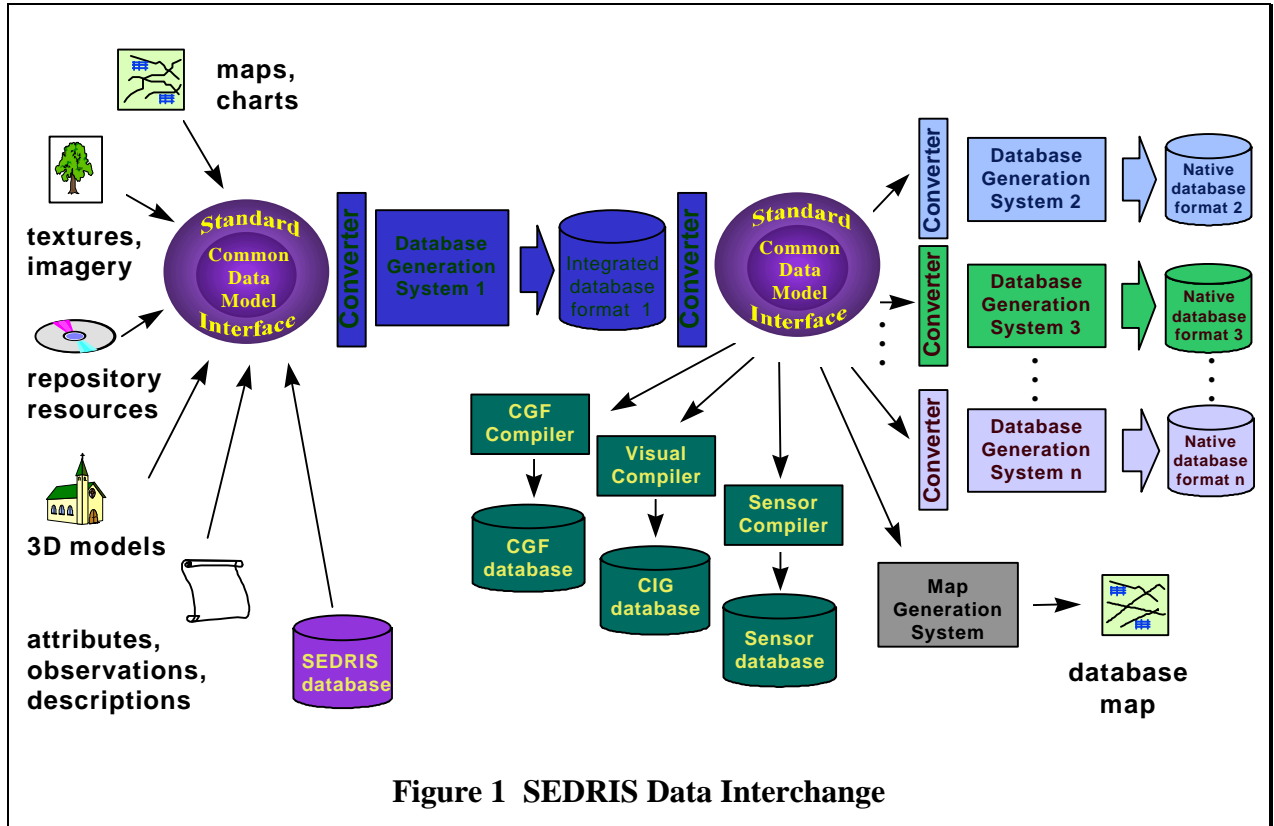 maps,
charts
textures,
imagery
repository
resources
3D models
attributes,
observations,
descriptions
SEDRIS
database
Standard
Common
Data
Model
Interface
Converter
Database
Generation
System 1
Integrated
database
format 1
Converter
Standard
Common
Data
Model
Interface
Converter
Database
Generation
System 2
Native
database
format 2
Converter
Database
Generation
System 3
Native
database
format 3
Converter
Database
Generation
System n
Native
database
format n
CGF
Compiler
CGF
database
Visual
Compiler
CIG
database
Sensor
Compiler
Sensor
database
Map
Generation
System
database
map
Figure 1 SEDRIS Data Interchange